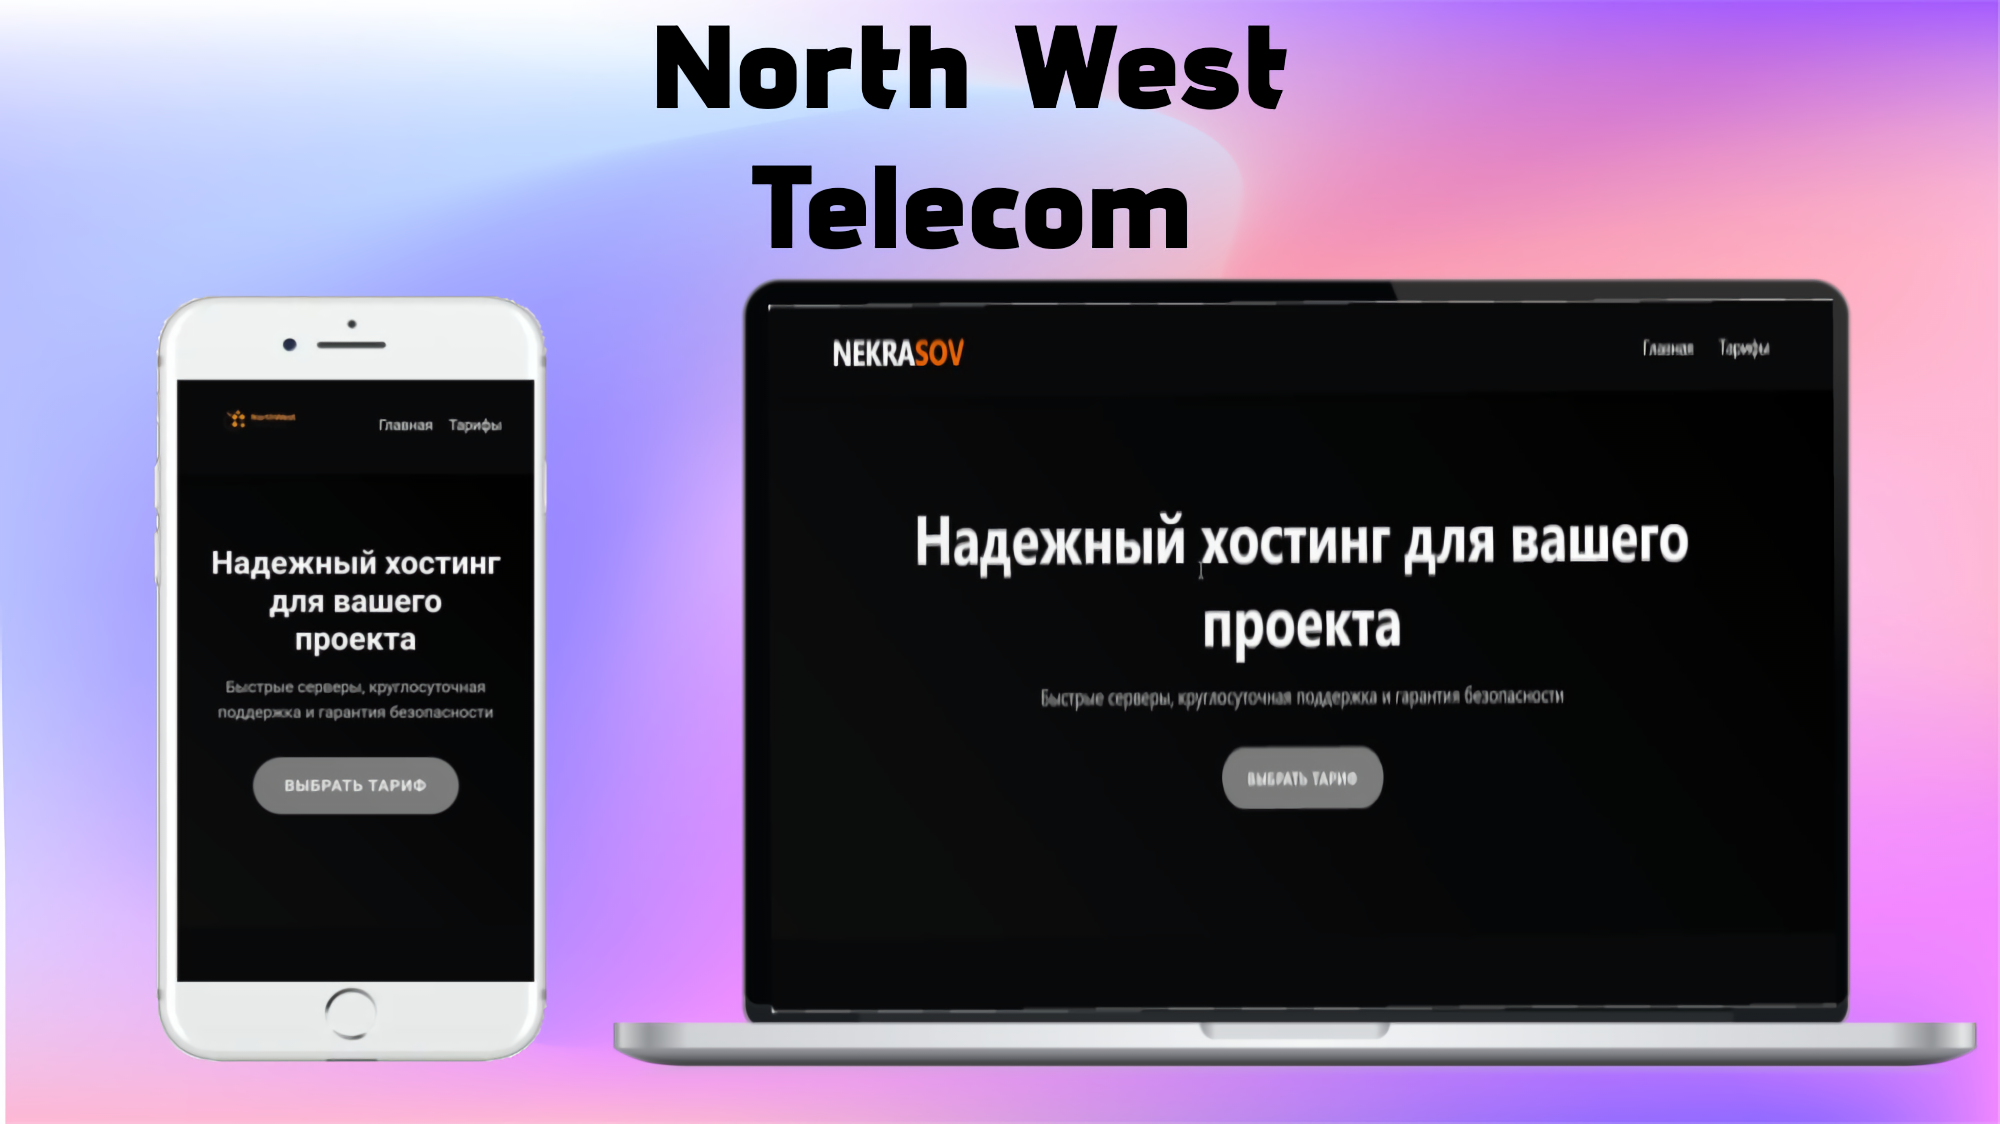 North West
Telecom
NorthWest
Главная Тарифы
Надежный хостинг
для вашего
проекта
Быстрые серверы, круглосуточная
поддержка и гарантия безопасности
ВЫБРАТЬ ТАРИФ
NEKRASOV
Главная Тарифы
Надежный хостинг для вашего
проекта
Быстрые серверы, круглосуточная поддержка и гарантия безопасности
ВЫБРАТЬ ТАРИФ